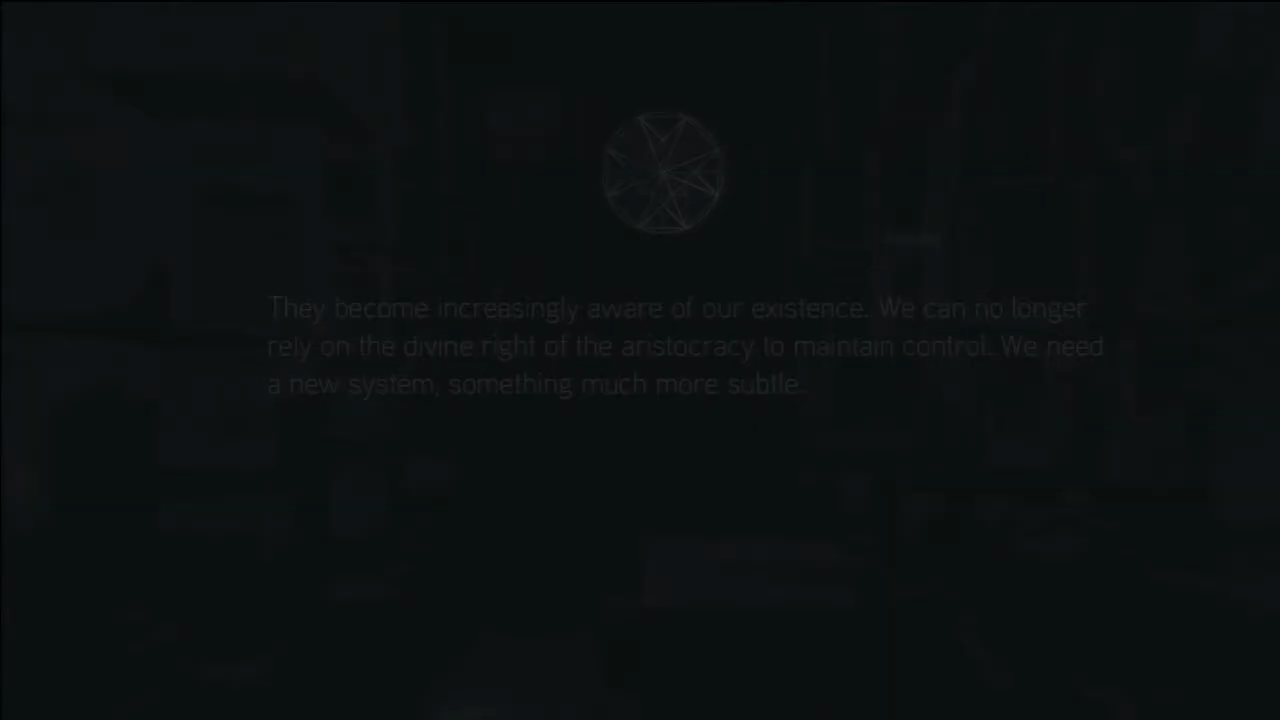 They become increasingly aware of our existence. We can no longer
rely on the divine right of the aristocracy to maintain control. We need
a new system, something much more subtle.